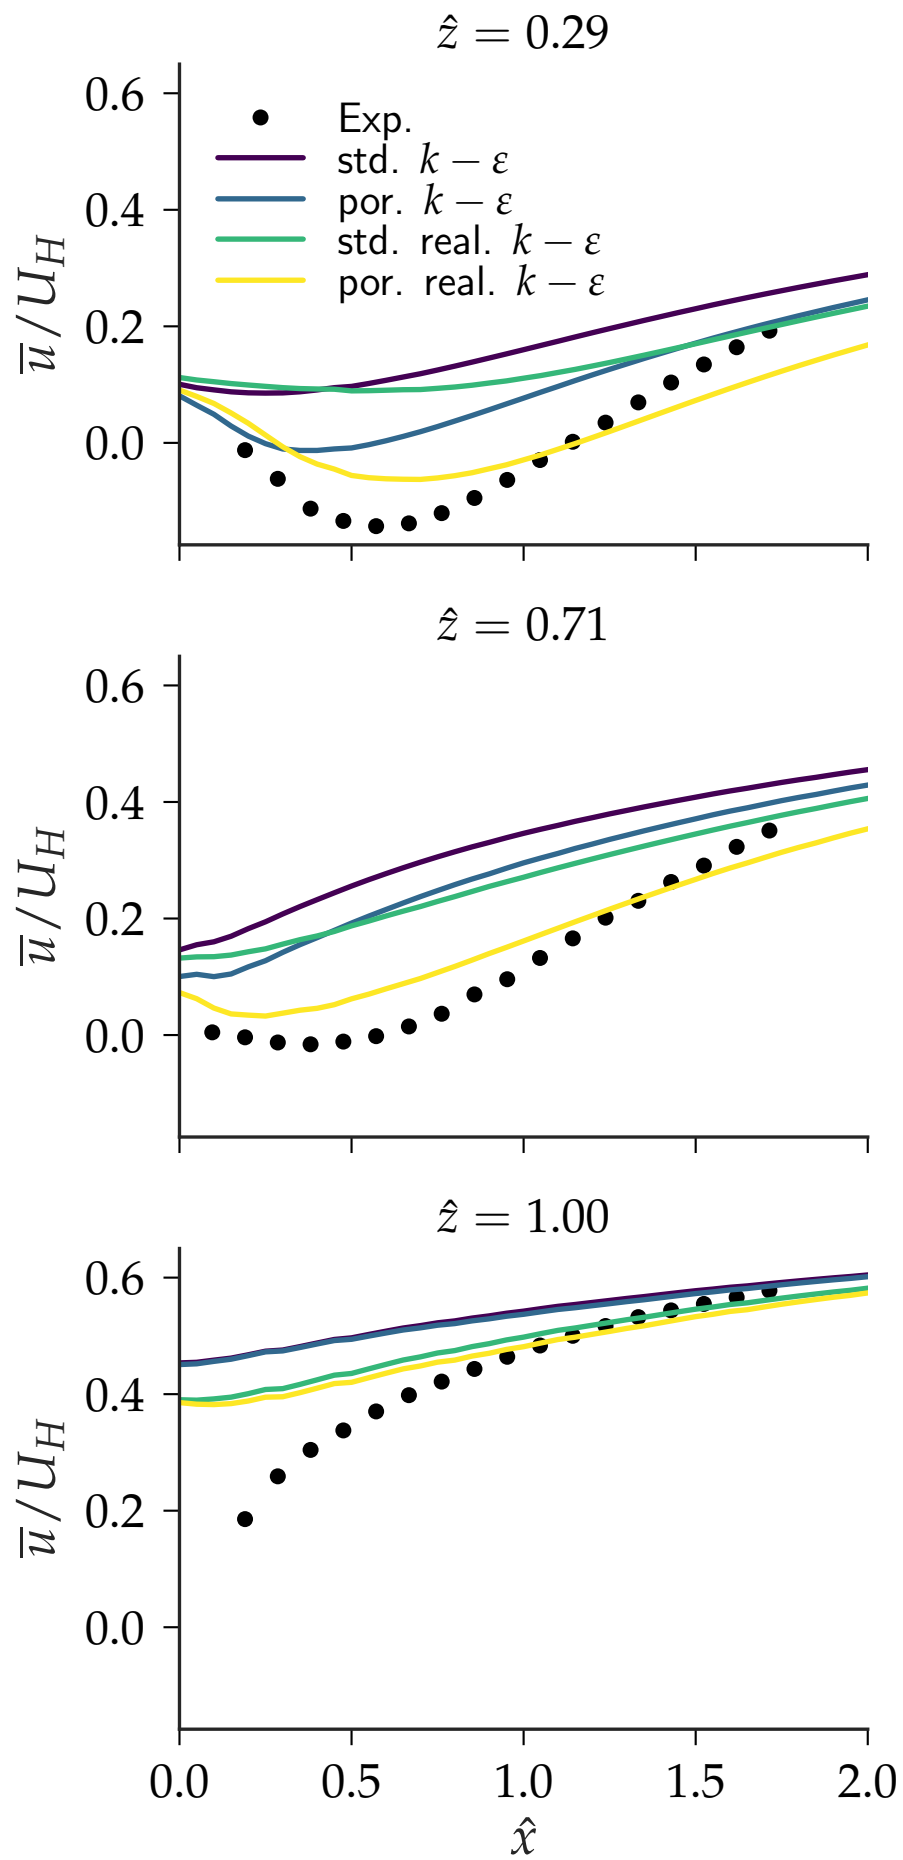 ẑ = 0.29
0.6
0.4
0.2
0.0
u̅/U_H
Exp.
std. k − ε
por. k − ε
std. real. k − ε
por. real. k − ε
ẑ = 0.71
0.6
0.4
0.2
0.0
u̅/U_H
ẑ = 1.00
0.6
0.4
0.2
0.0
u̅/U_H
0.0 0.5 1.0 1.5 2.0
x̂